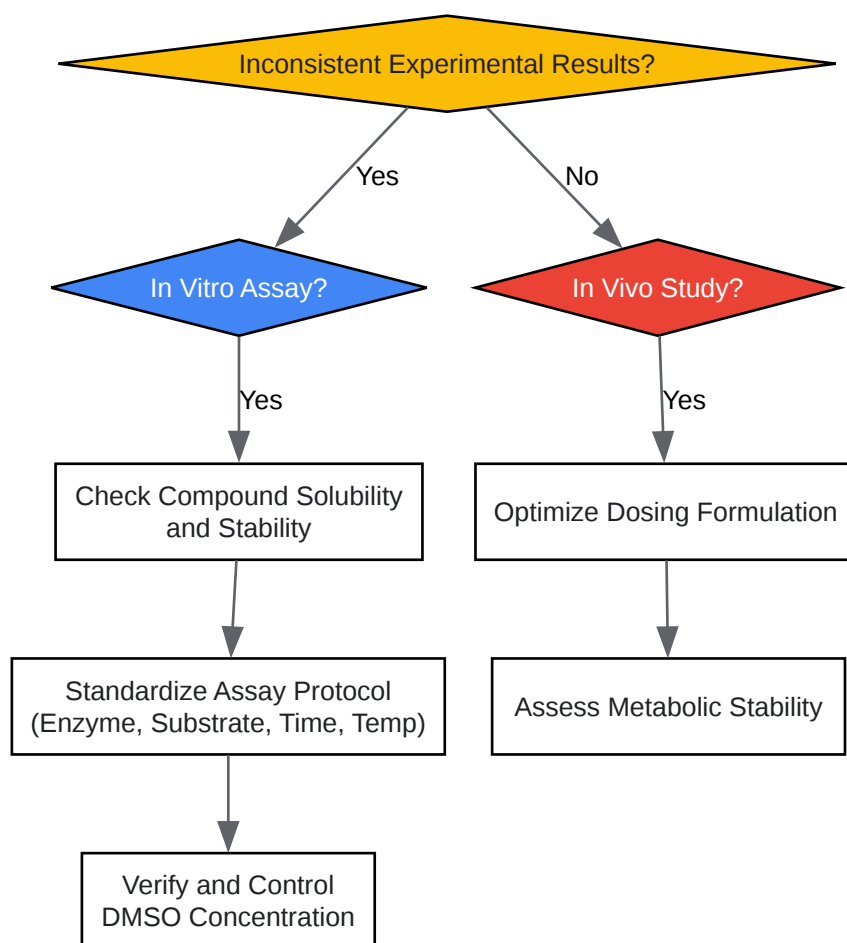 Inconsistent Experimental Results?
Yes
No
In Vitro Assay?
In Vivo Study?
Yes
Yes
Check Compound Solubility
and Stability
Optimize Dosing Formulation
Standardize Assay Protocol
(Enzyme, Substrate, Time, Temp)
Assess Metabolic Stability
Verify and Control
DMSO Concentration